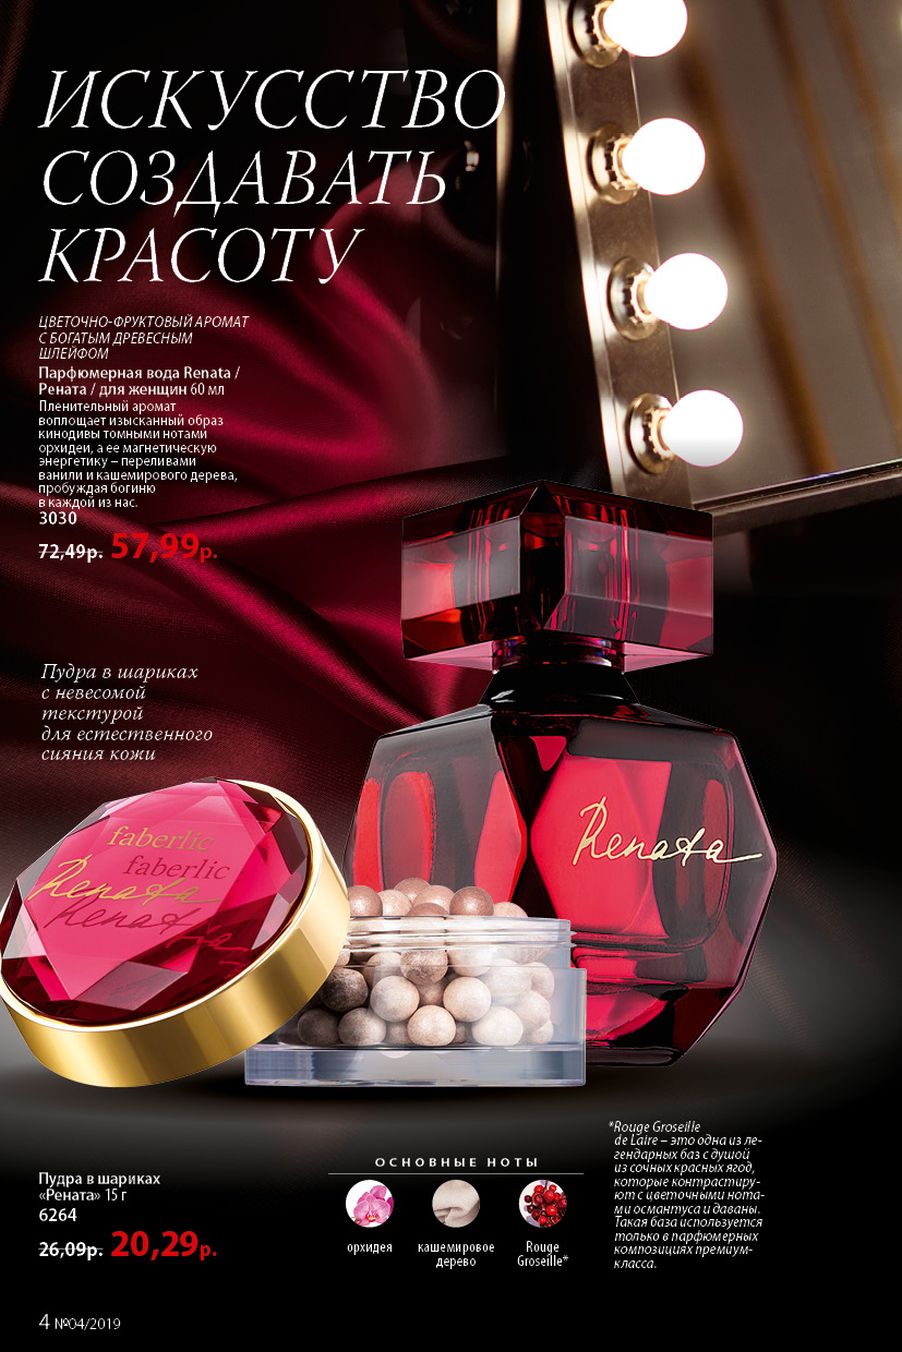 ИСКУССТВО
СОЗДАВАТЬ
КРАСОТУ
ЦВЕТОЧНО-ФРУКТОВЫЙ АРОМАТ
С БОГАТЫМ ДРЕВЕСНЫМ
ШЛЕЙФОМ
Парфюмерная вода Renata /
Рената / для женщин 60 мл
Пленительный аромат
воплощает изысканный образ
кинодивы томными нотами
орхидеи, а ее магнетическую
энергетику – переливами
ванили и кашемирового дерева,
пробуждая богиню
в каждой из нас.
3030
72,49р. 57,99р.
Пудра в шариках
с невесомой
текстурой
для естественного
сияния кожи
faberlic
faberlic
Renata
Renata
Renata
Пудра в шариках
«Рената» 15 г
6264
26,09р. 20,29р.
ОСНОВНЫЕ НОТЫ
орхидея
кашемировое
дерево
Rouge
Groseille*
*Rouge Groseille
de Laire – это одна из ле-
гендарных баз с душой
из сочных красных ягод,
которые контрастиру-
ют с цветочными нота-
ми османтуса и даваны.
Такая база используется
только в парфюмерных
композициях премиум-
класса.
4 №04/2019